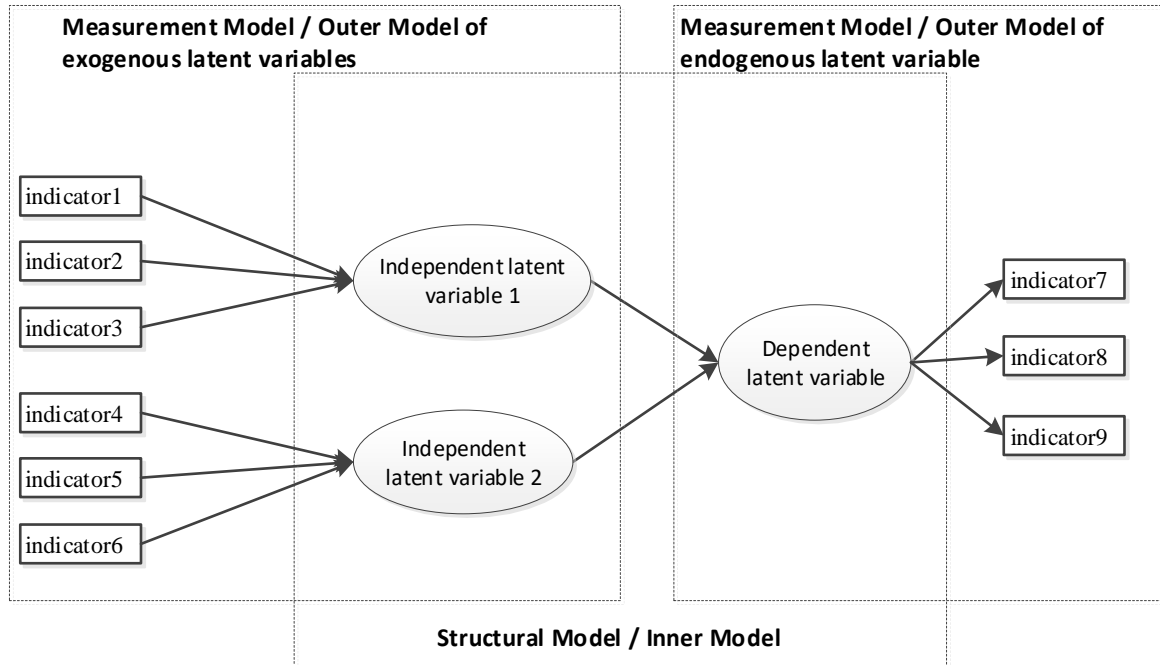 Measurement Model / Outer Model of
exogenous latent variables
Measurement Model / Outer Model of
endogenous latent variable
indicator1
indicator2
indicator3
indicator4
indicator5
indicator6
Independent latent
variable 1
Independent
latent variable 2
Dependent
latent variable
indicator7
indicator8
indicator9
Structural Model / Inner Model